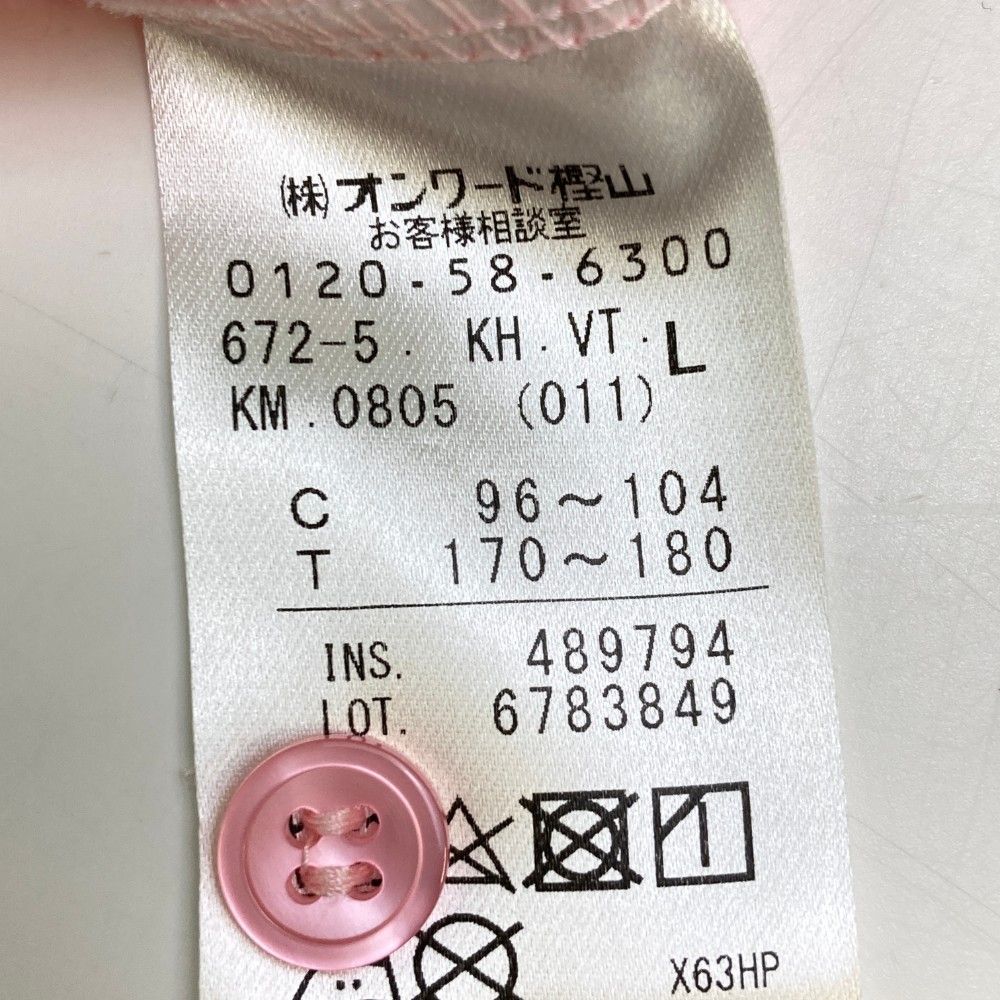 (株)オンワード樫山
お客様相談室
0120-58-6300
672-5. KH.VT.L
KM.0805 (011)
C 96~104
T 170~180
INS. 489794
LOT. 6783849
X63HP